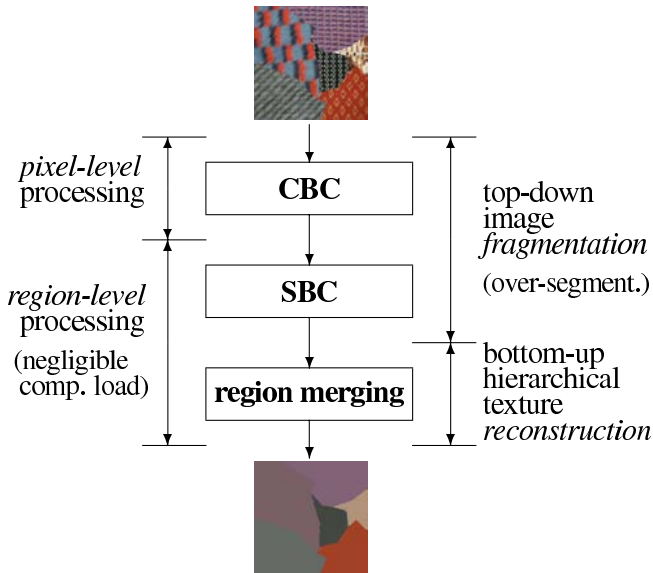 pixel-level
processing
CBC
top-down
image
fragmentation
(over-segment.)
region-level
processing
(negligible
comp. load)
SBC
region merging
bottom-up
hierarchical
texture
reconstruction